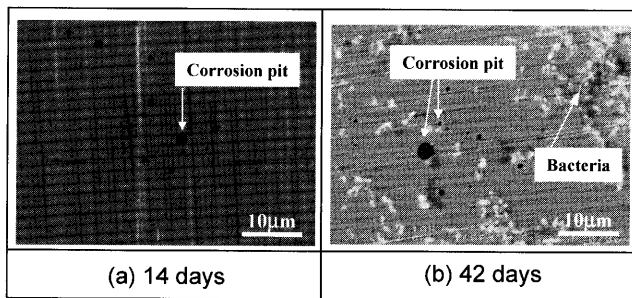 Corrosion pit
10μm
Corrosion pit
Bacteria
10μm
(a) 14 days
(b) 42 days